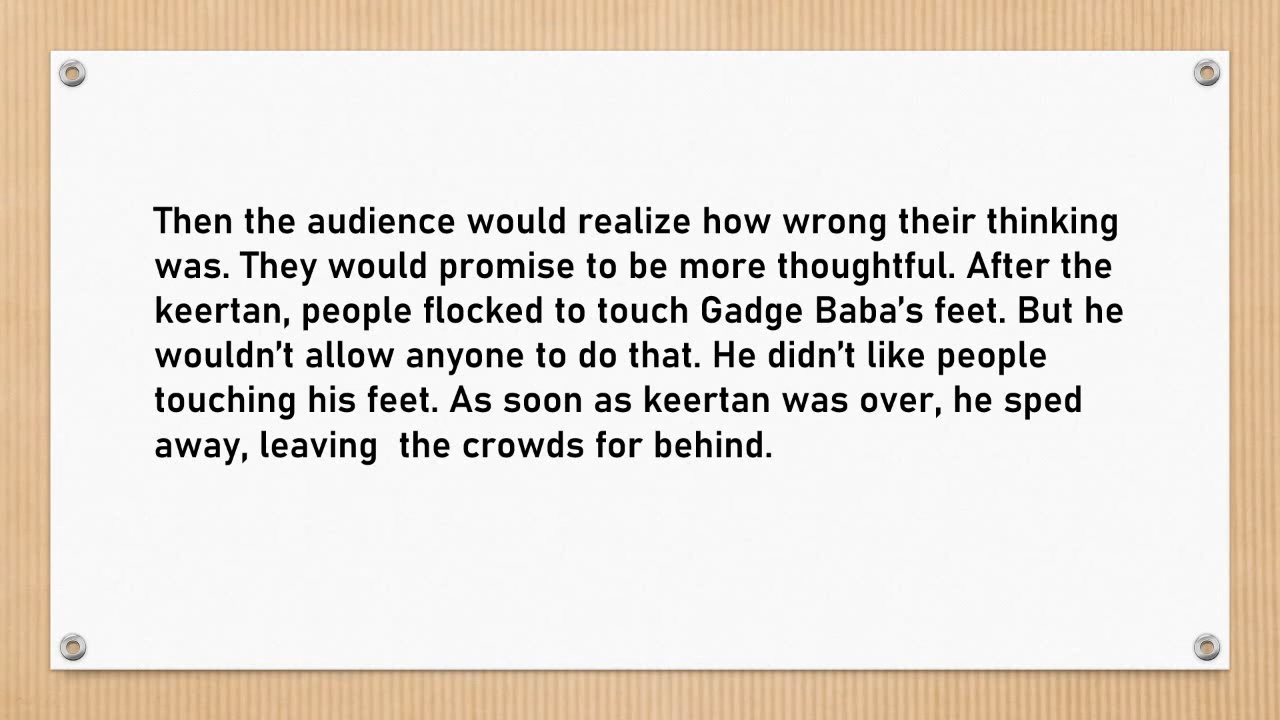 Then the audience would realize how wrong their thinking
was. They would promise to be more thoughtful. After the
keertan, people flocked to touch Gadge Baba’s feet. But he
wouldn’t allow anyone to do that. He didn’t like people
touching his feet. As soon as keertan was over, he sped
away, leaving  the crowds for behind.